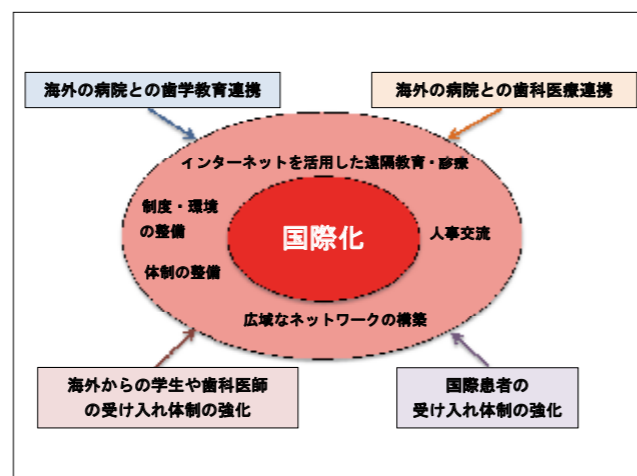 海外の病院との歯学教育連携
海外の病院との歯科医療連携
インターネットを活用した遠隔教育・診療
制度・環境
の整備
国際化
人事交流
体制の整備
広域なネットワークの構築
海外からの学生や歯科医師
の受け入れ体制の強化
国際患者の
受け入れ体制の強化